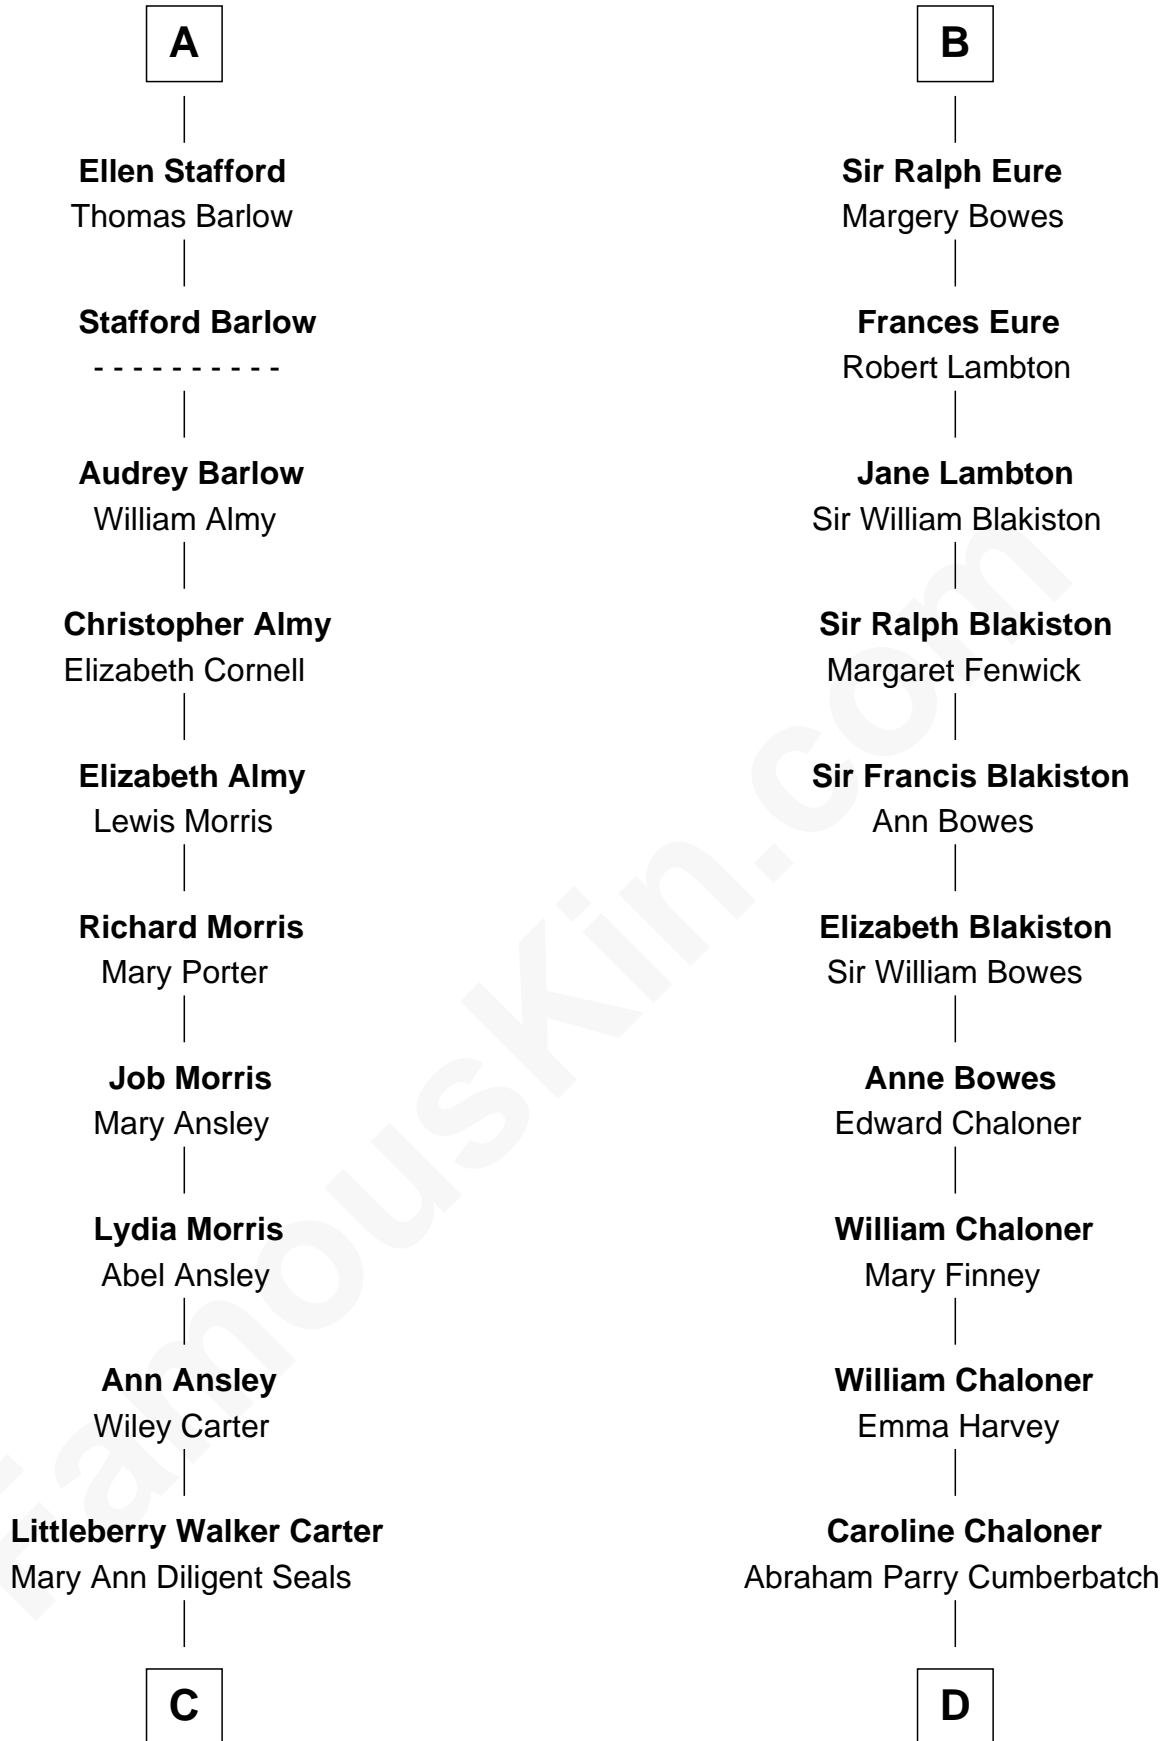 A
Ellen Stafford
Thomas Barlow
Stafford Barlow
- - - - - - - - - -
Audrey Barlow
William Almy
Christopher Almy
Elizabeth Cornell
Elizabeth Almy
Lewis Morris
Richard Morris
Mary Porter
Job Morris
Mary Ansley
Lydia Morris
Abel Ansley
Ann Ansley
Wiley Carter
Littleberry Walker Carter
Mary Ann Diligent Seals
C
B
Sir Ralph Eure
Margery Bowes
Frances Eure
Robert Lambton
Jane Lambton
Sir William Blakiston
Sir Ralph Blakiston
Margaret Fenwick
Sir Francis Blakiston
Ann Bowes
Elizabeth Blakiston
Sir William Bowes
Anne Bowes
Edward Chaloner
William Chaloner
Mary Finney
William Chaloner
Emma Harvey
Caroline Chaloner
Abraham Parry Cumberbatch
D
FamousKin.com